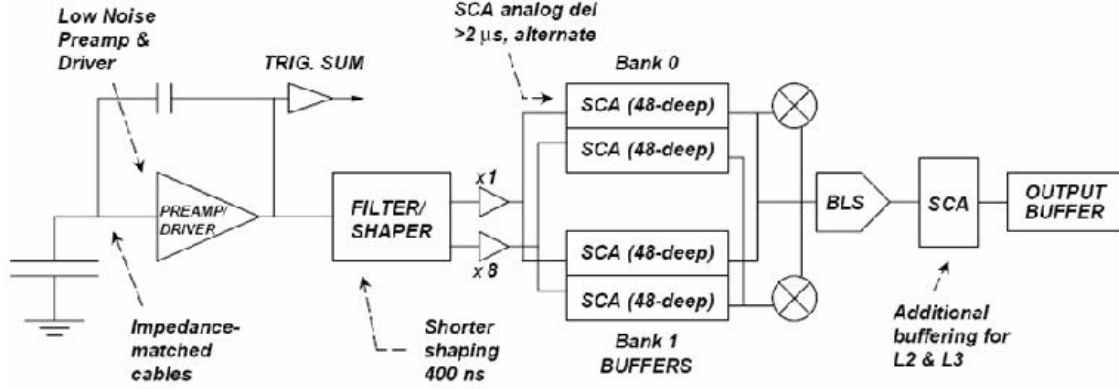 Low Noise
Preamp &
Driver
TRIG. SUM
SCA analog del
>2 µs, alternate
Bank 0
SCA (48-deep)
SCA (48-deep)
PREAMP/
DRIVER
FILTER/
SHAPER
x1
x8
SCA (48-deep)
SCA (48-deep)
Bank 1
BUFFERS
BLS
SCA
OUTPUT
BUFFER
Impedance-
matched
cables
Shorter
shaping
400 ns
Additional
buffering for
L2 & L3